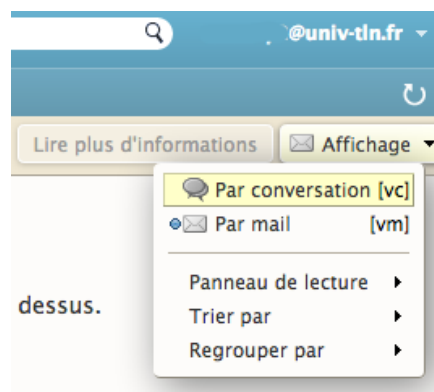 @univ-tln.fr
Lire plus d'informations Affichage
Par conversation [vc]
Par mail [vm]
Panneau de lecture
dessus.
Trier par
Regrouper par